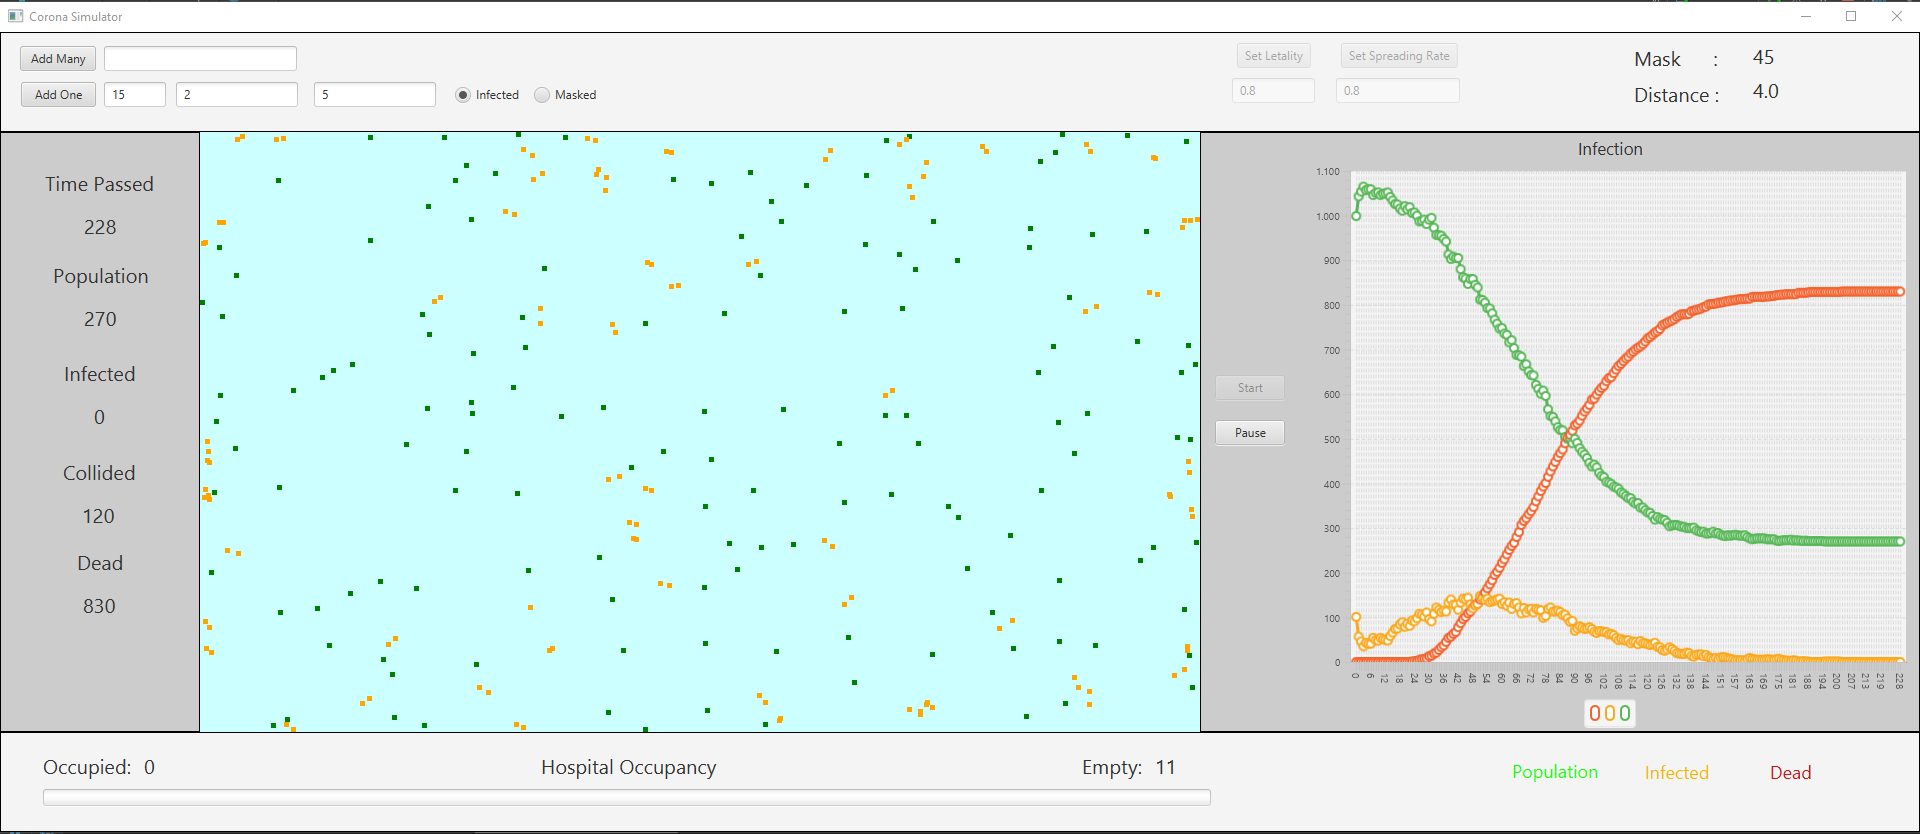 Corona Simulator
Add Many
Add One 15 2 5 Infected Masked
Set Letality Set Spreading Rate
0.8 0.8
Mask : 45
Distance : 4.0
Time Passed
228
Population
270
Infected
0
Collided
120
Dead
830
Start
Pause
Infection
1.100
1.000
900
800
700
600
500
400
300
200
100
0
0 6 12 18 24 30 36 42 48 54 60 66 72 78 84 90 96 102 108 114 120 126 132 138 144 151 157 163 169 175 181 188 194 200 207 213 219 228
Occupied: 0 Hospital Occupancy Empty: 11
Population Infected Dead